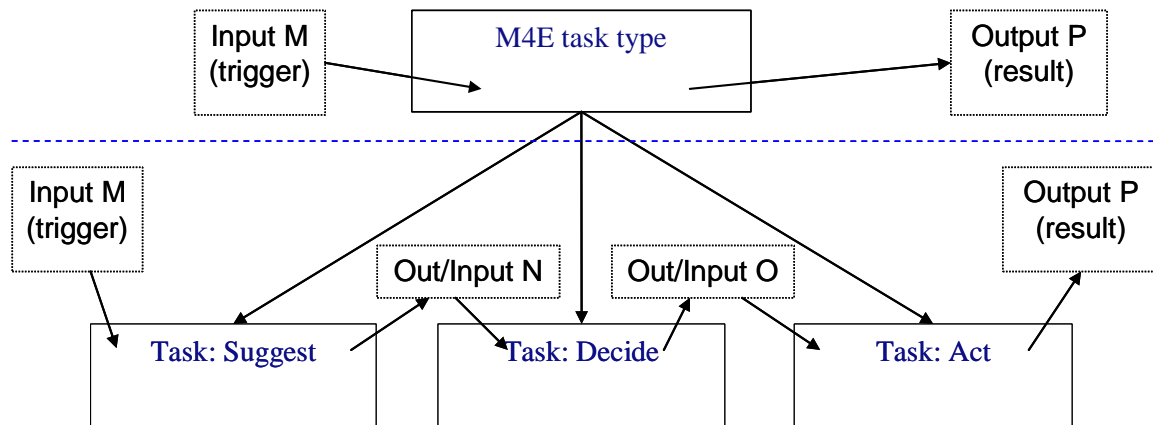 Input M
(trigger)
M4E task type
Output P
(result)
Input M
(trigger)
Output P
(result)
Out/Input N
Out/Input O
Task: Suggest
Task: Decide
Task: Act